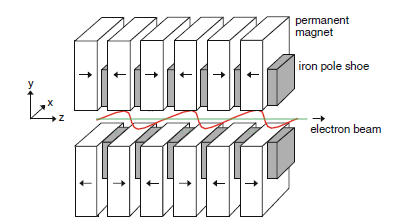 permanent
magnet
iron pole shoe
y
x
z
electron beam